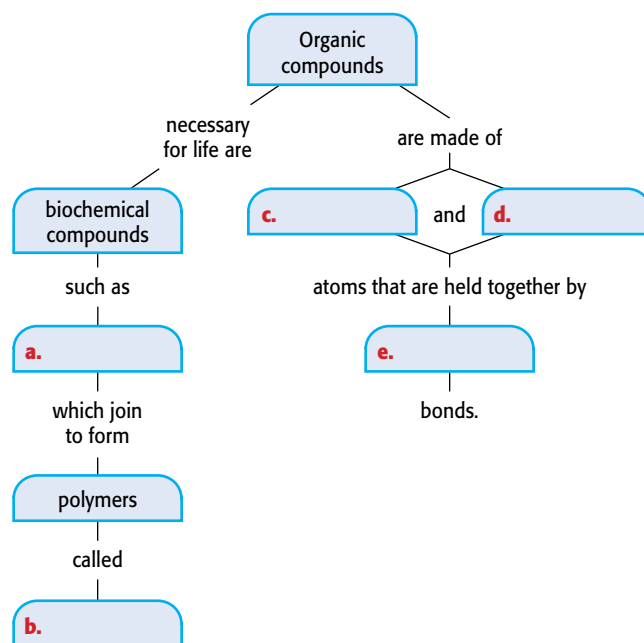 Organic
compounds
necessary
for life are
are made of
biochemical
compounds
c.
and
d.
such as
atoms that are held together by
a.
e.
which join
to form
bonds.
polymers
called
b.